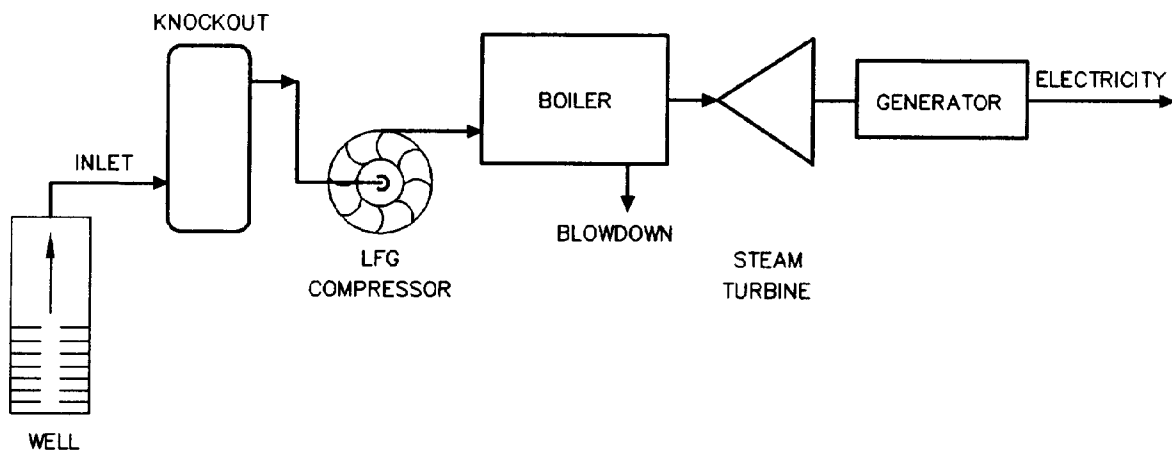 KNOCKOUT
INLET
WELL
LFG
COMPRESSOR
BOILER
BLOWDOWN
STEAM
TURBINE
GENERATOR
ELECTRICITY